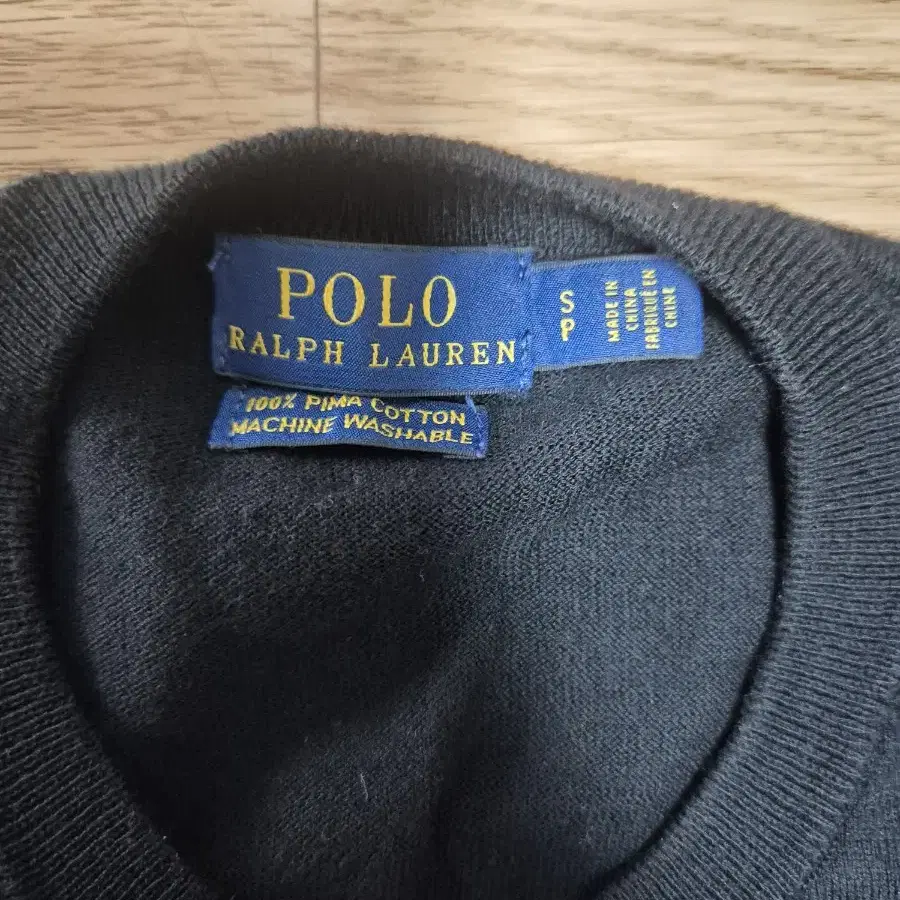 POLO
RALPH LAUREN
S
P
MADE IN
CHINA
FABRIQUÉ EN
CHINE
100% PIMA COTTON
MACHINE WASHABLE